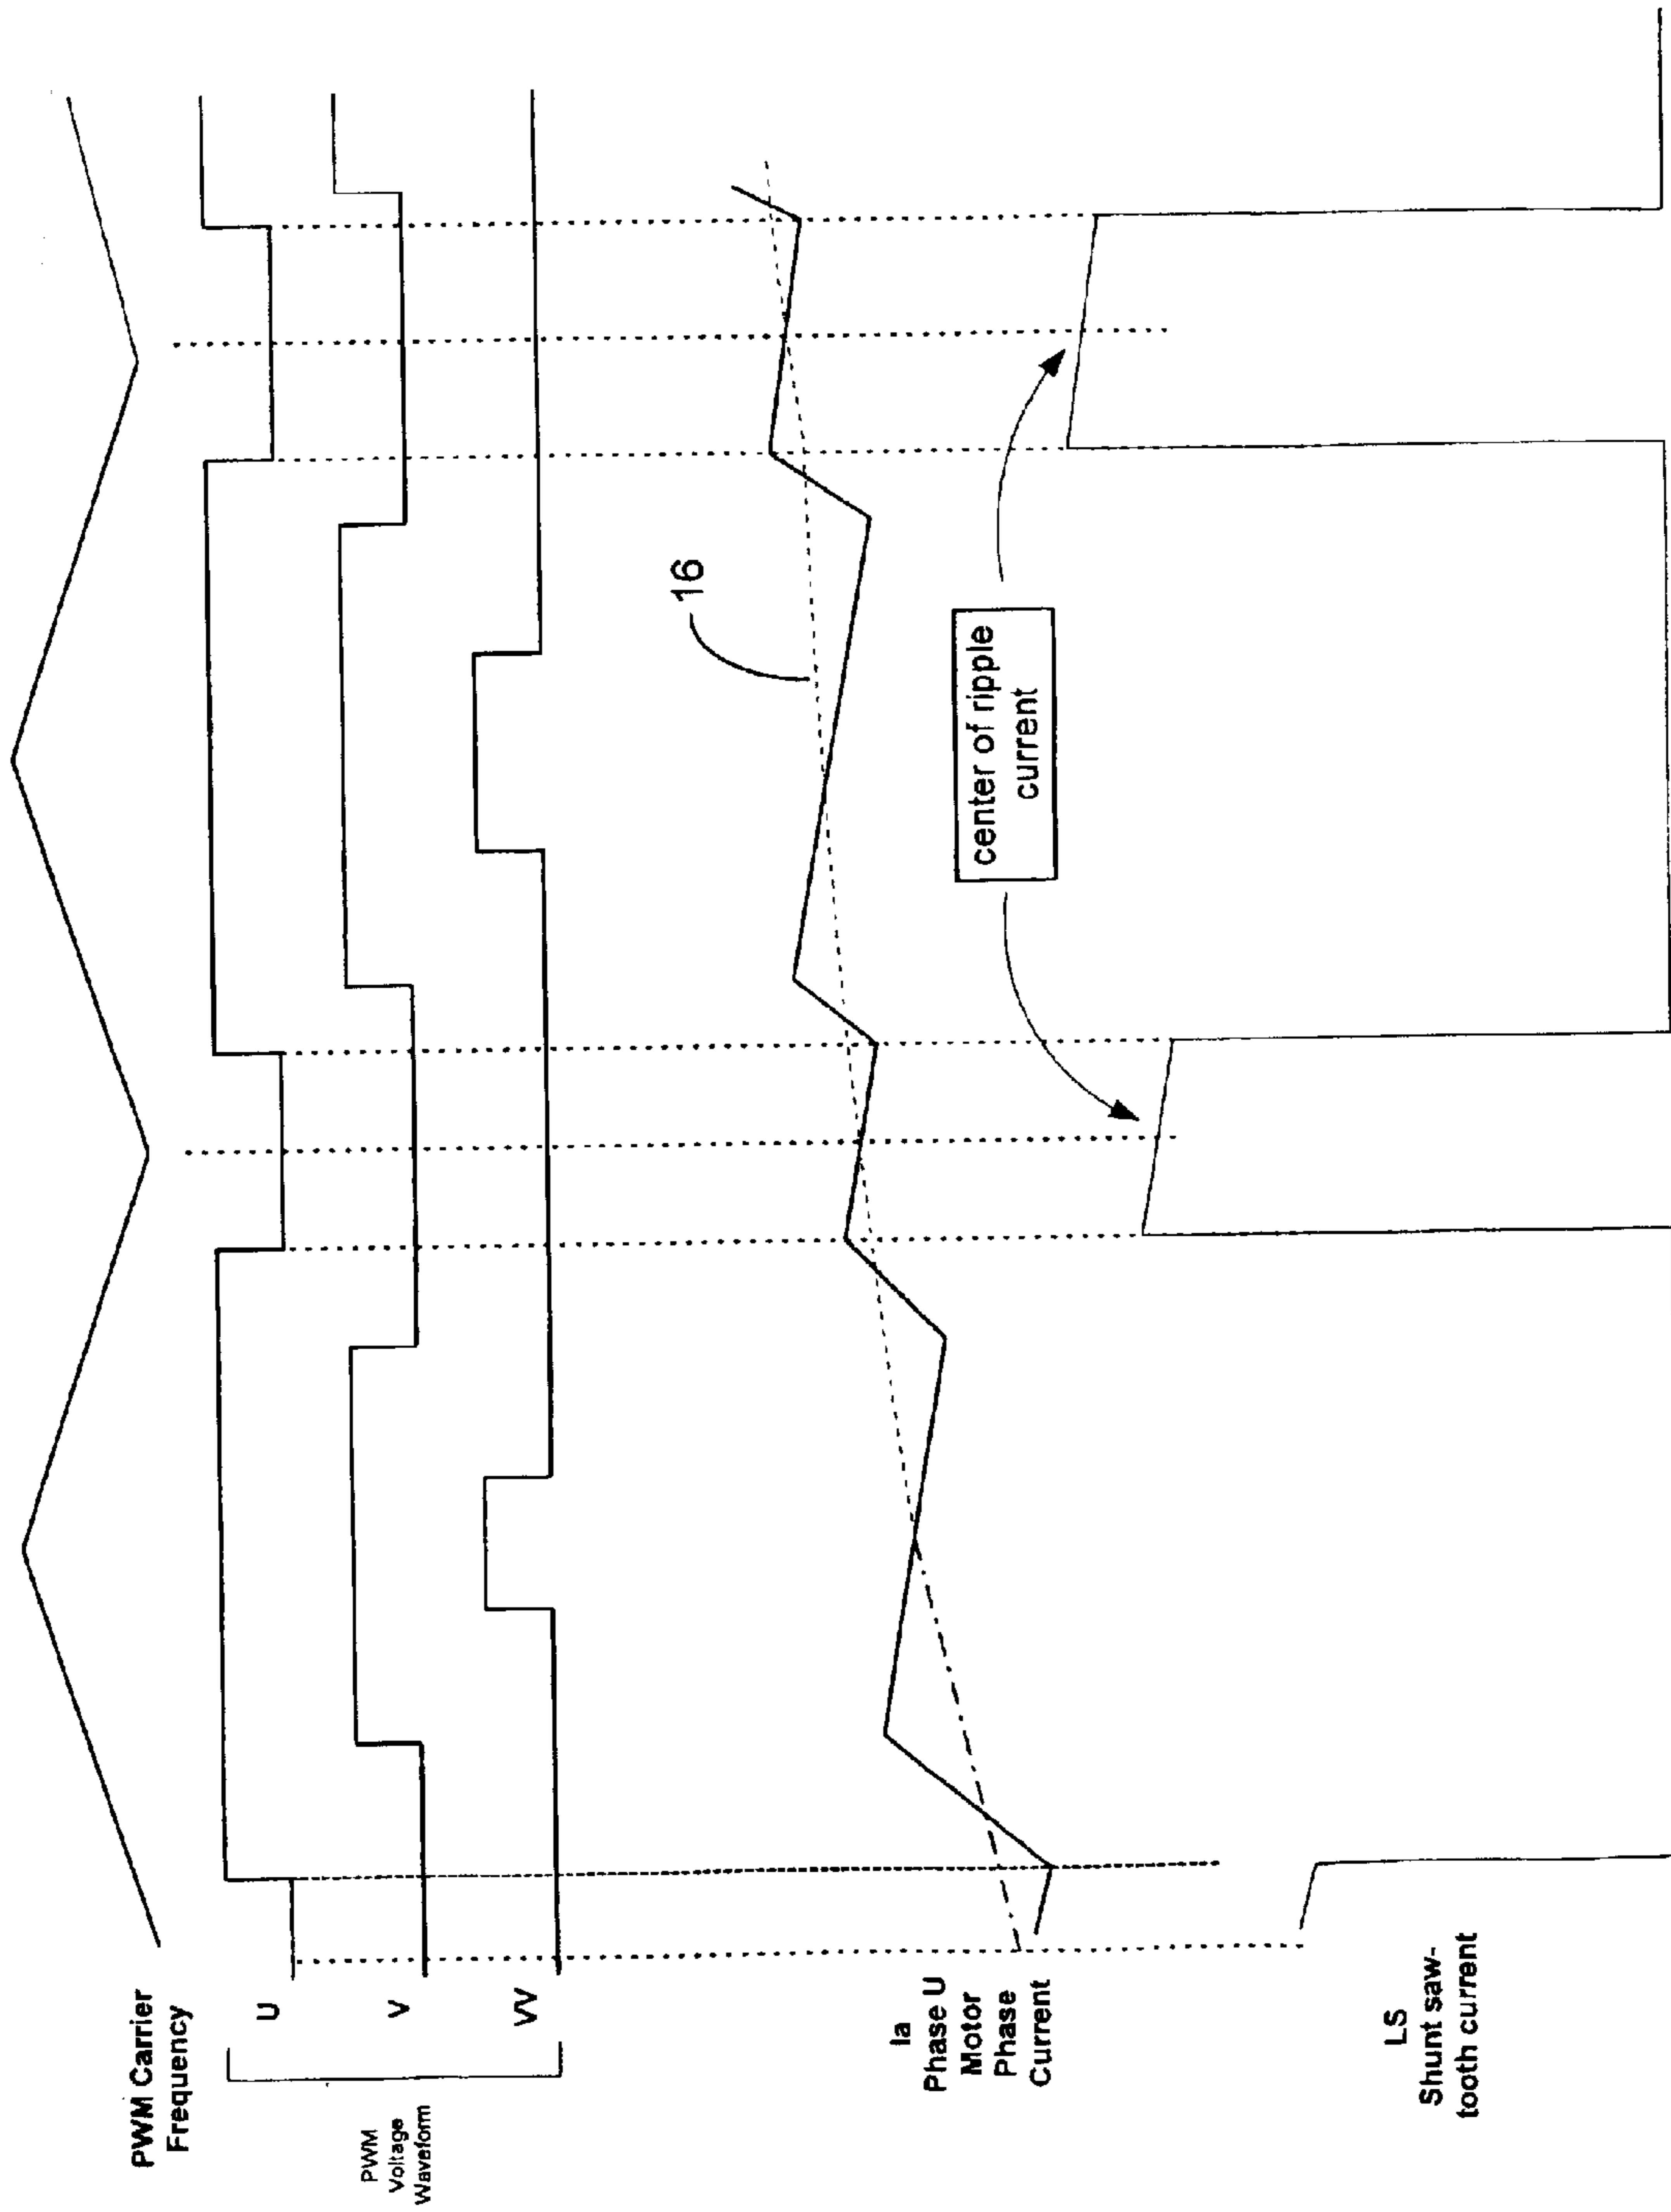 PWM Carrier
Frequency
PWM
Voltage
Waveform
U
V
W
16
Ia
Phase U
Motor
Phase
Current
center of ripple
current
LS
Shunt saw-
tooth current